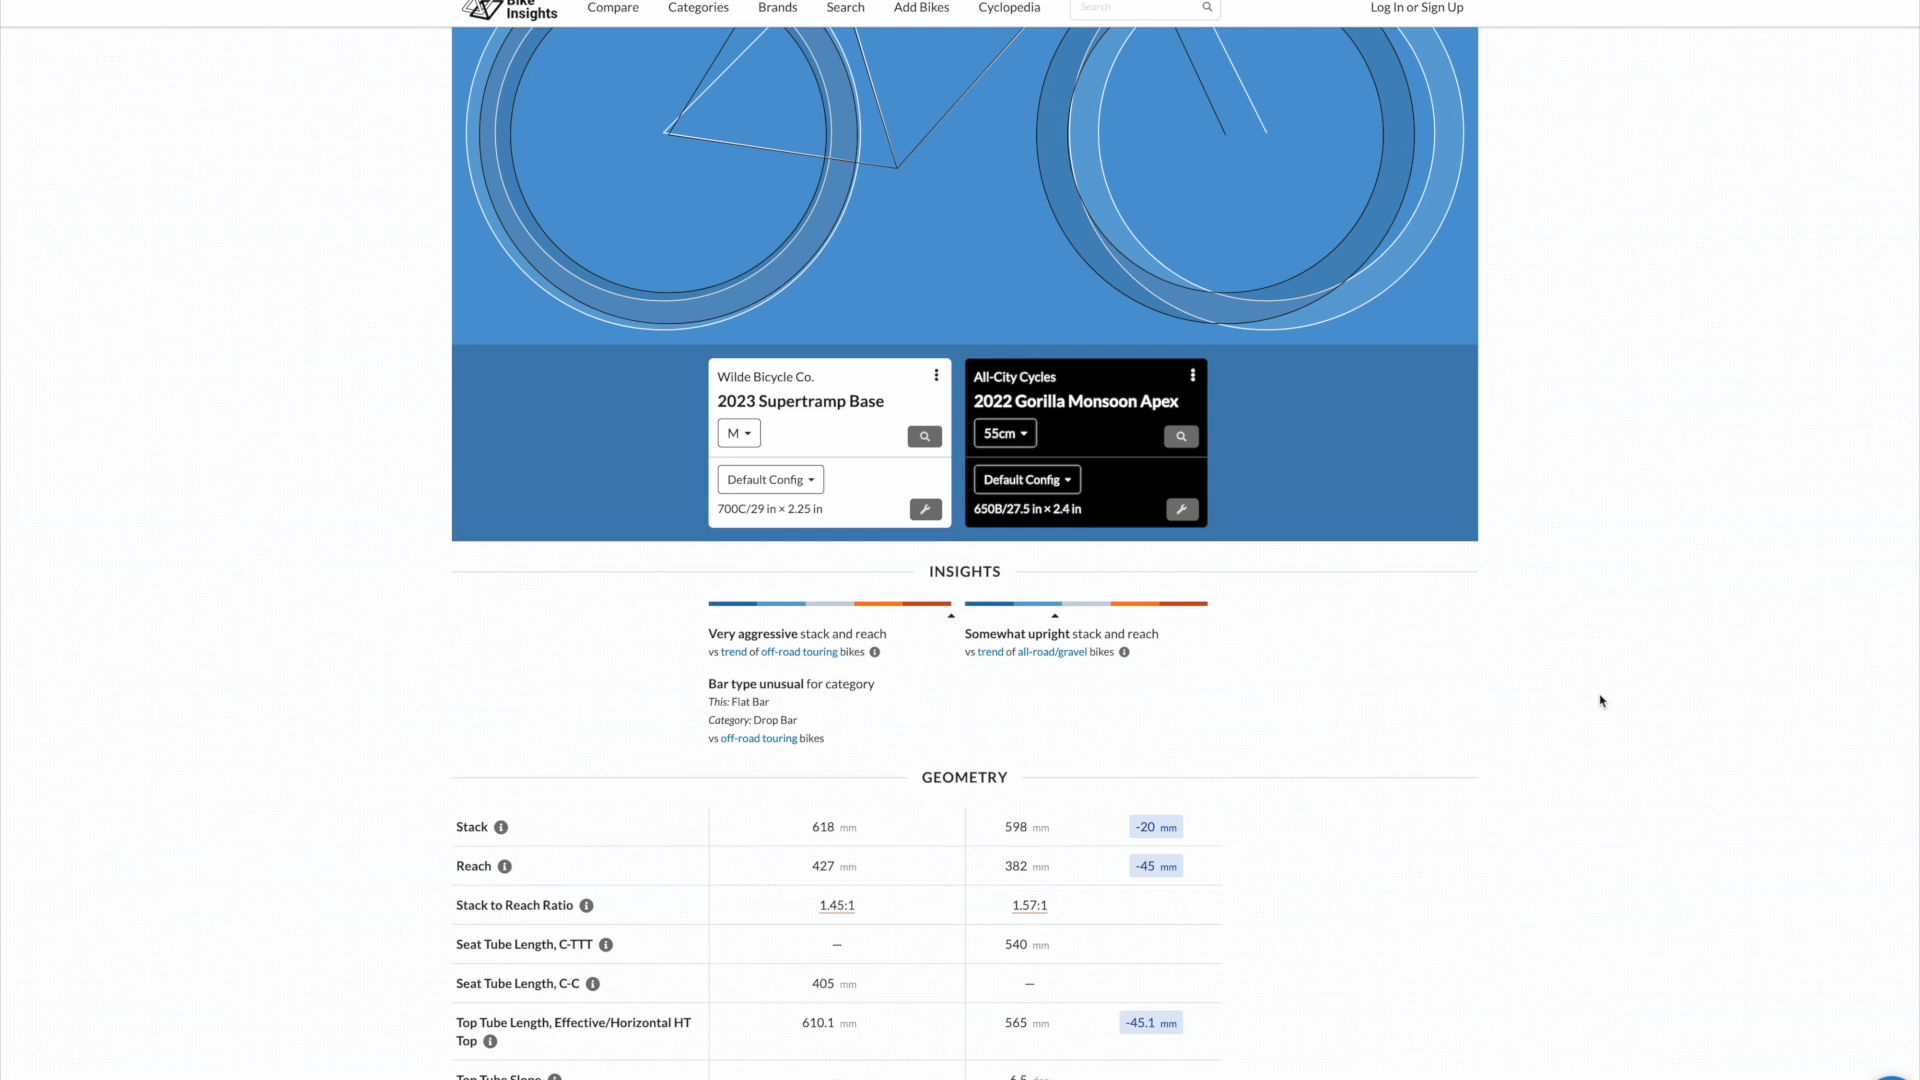 Bike
Insights
Compare
Categories
Brands
Search
Add Bikes
Cyclopedia
Search
Log In or Sign Up
Wilde Bicycle Co.
2023 Supertramp Base
M
Default Config
700C/29 in × 2.25 in
All-City Cycles
2022 Gorilla Monsoon Apex
55cm
Default Config
650B/27.5 in × 2.4 in
INSIGHTS
Very aggressive stack and reach
vs trend of off-road touring bikes
Bar type unusual for category
This: Flat Bar
Category: Drop Bar
vs off-road touring bikes
Somewhat upright stack and reach
vs trend of all-road/gravel bikes
GEOMETRY
Stack 618 mm 598 mm -20 mm
Reach 427 mm 382 mm -45 mm
Stack to Reach Ratio 1.45:1 1.57:1
Seat Tube Length, C-TTT — 540 mm
Seat Tube Length, C-C 405 mm —
Top Tube Length, Effective/Horizontal HT
Top 610.1 mm 565 mm -45.1 mm
Top Tube Slope — 6.5 deg